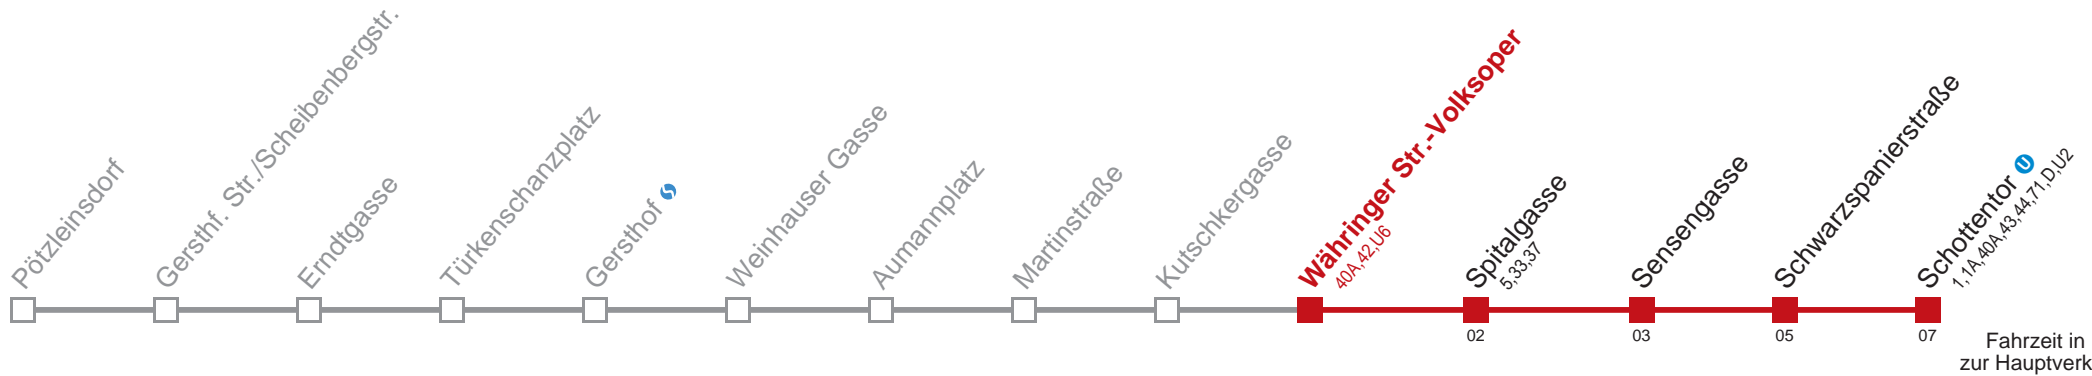 Pötzleinsdorf
Gersthf. Str./Scheibenbergstr.
Erndtgasse
Türkenschanzplatz
Gersthof
Weinhauser Gasse
Aumannplatz
Martinstraße
Kutschkergasse
Währinger Str.-Volksoper
40A,42,U6
Spitalgasse
5,33,37
Sensengasse
Schwarzspanierstraße
Schottentor U
1,1A,40A,43,44,71,D,U2
02
03
05
07
Fahrzeit in
zur Hauptverk